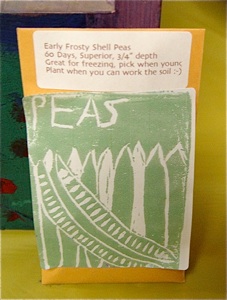 Early Frosty Shell Peas
60 Days, Superior, 3/4" depth
Great for freezing, pick when young
Plant when you can work the soil :-)
PEAS